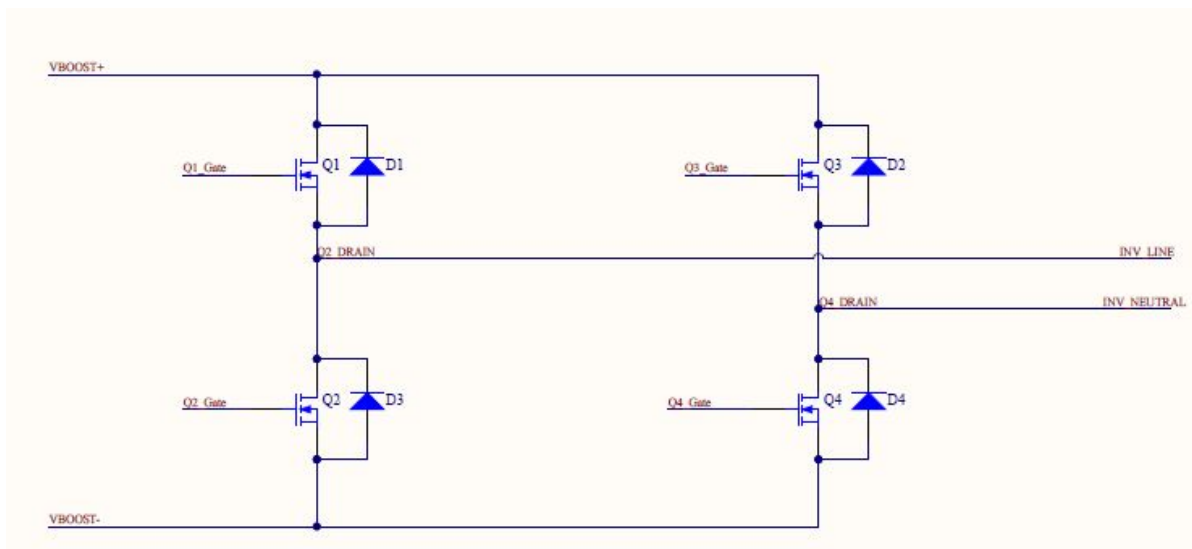 VBOOST+
Q1_Gate
Q1
D1
Q3_Gate
Q3
D2
Q2_DRAIN
INV_LINE
Q4_DRAIN
INV_NEUTRAL
Q2_Gate
Q2
D3
Q4_Gate
Q4
D4
VBOOST-